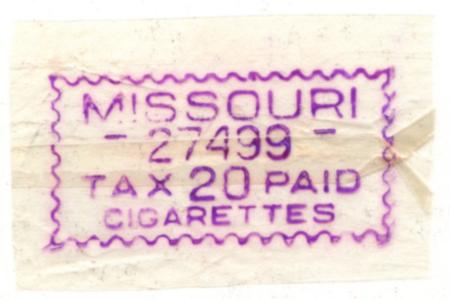 MISSOURI
- 27499 -
TAX 20 PAID
CIGARETTES